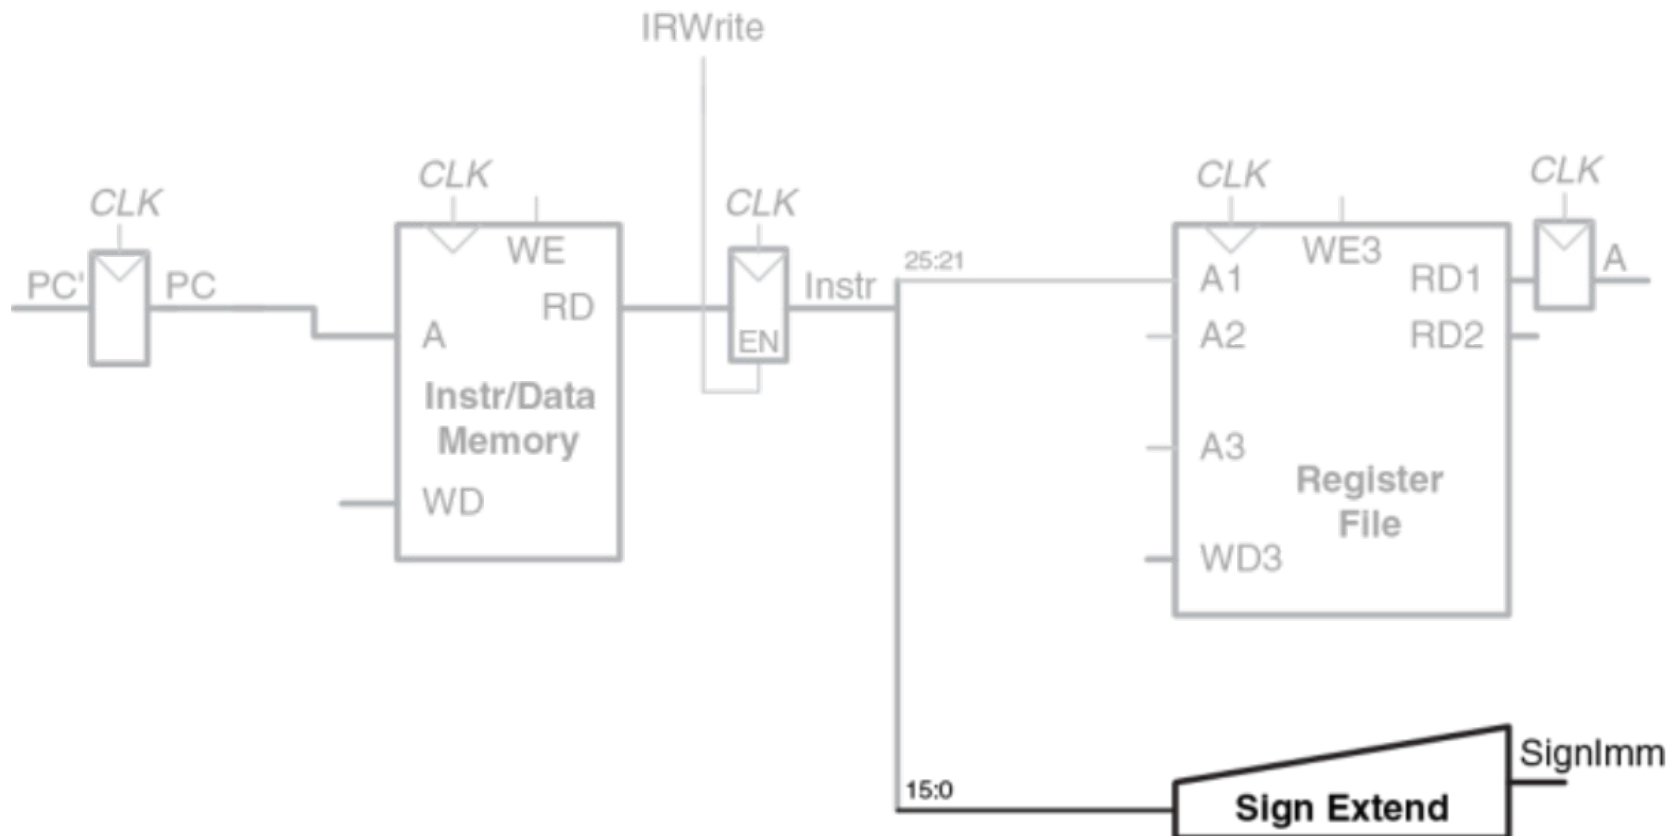 IRWrite
CLK
CLK
CLK
CLK
CLK
PC'
PC
WE
RD
A
Instr/Data
Memory
WD
EN
Instr
25:21
A1
A2
A3
WD3
WE3
RD1
RD2
Register
File
A
15:0
Sign Extend
SignImm